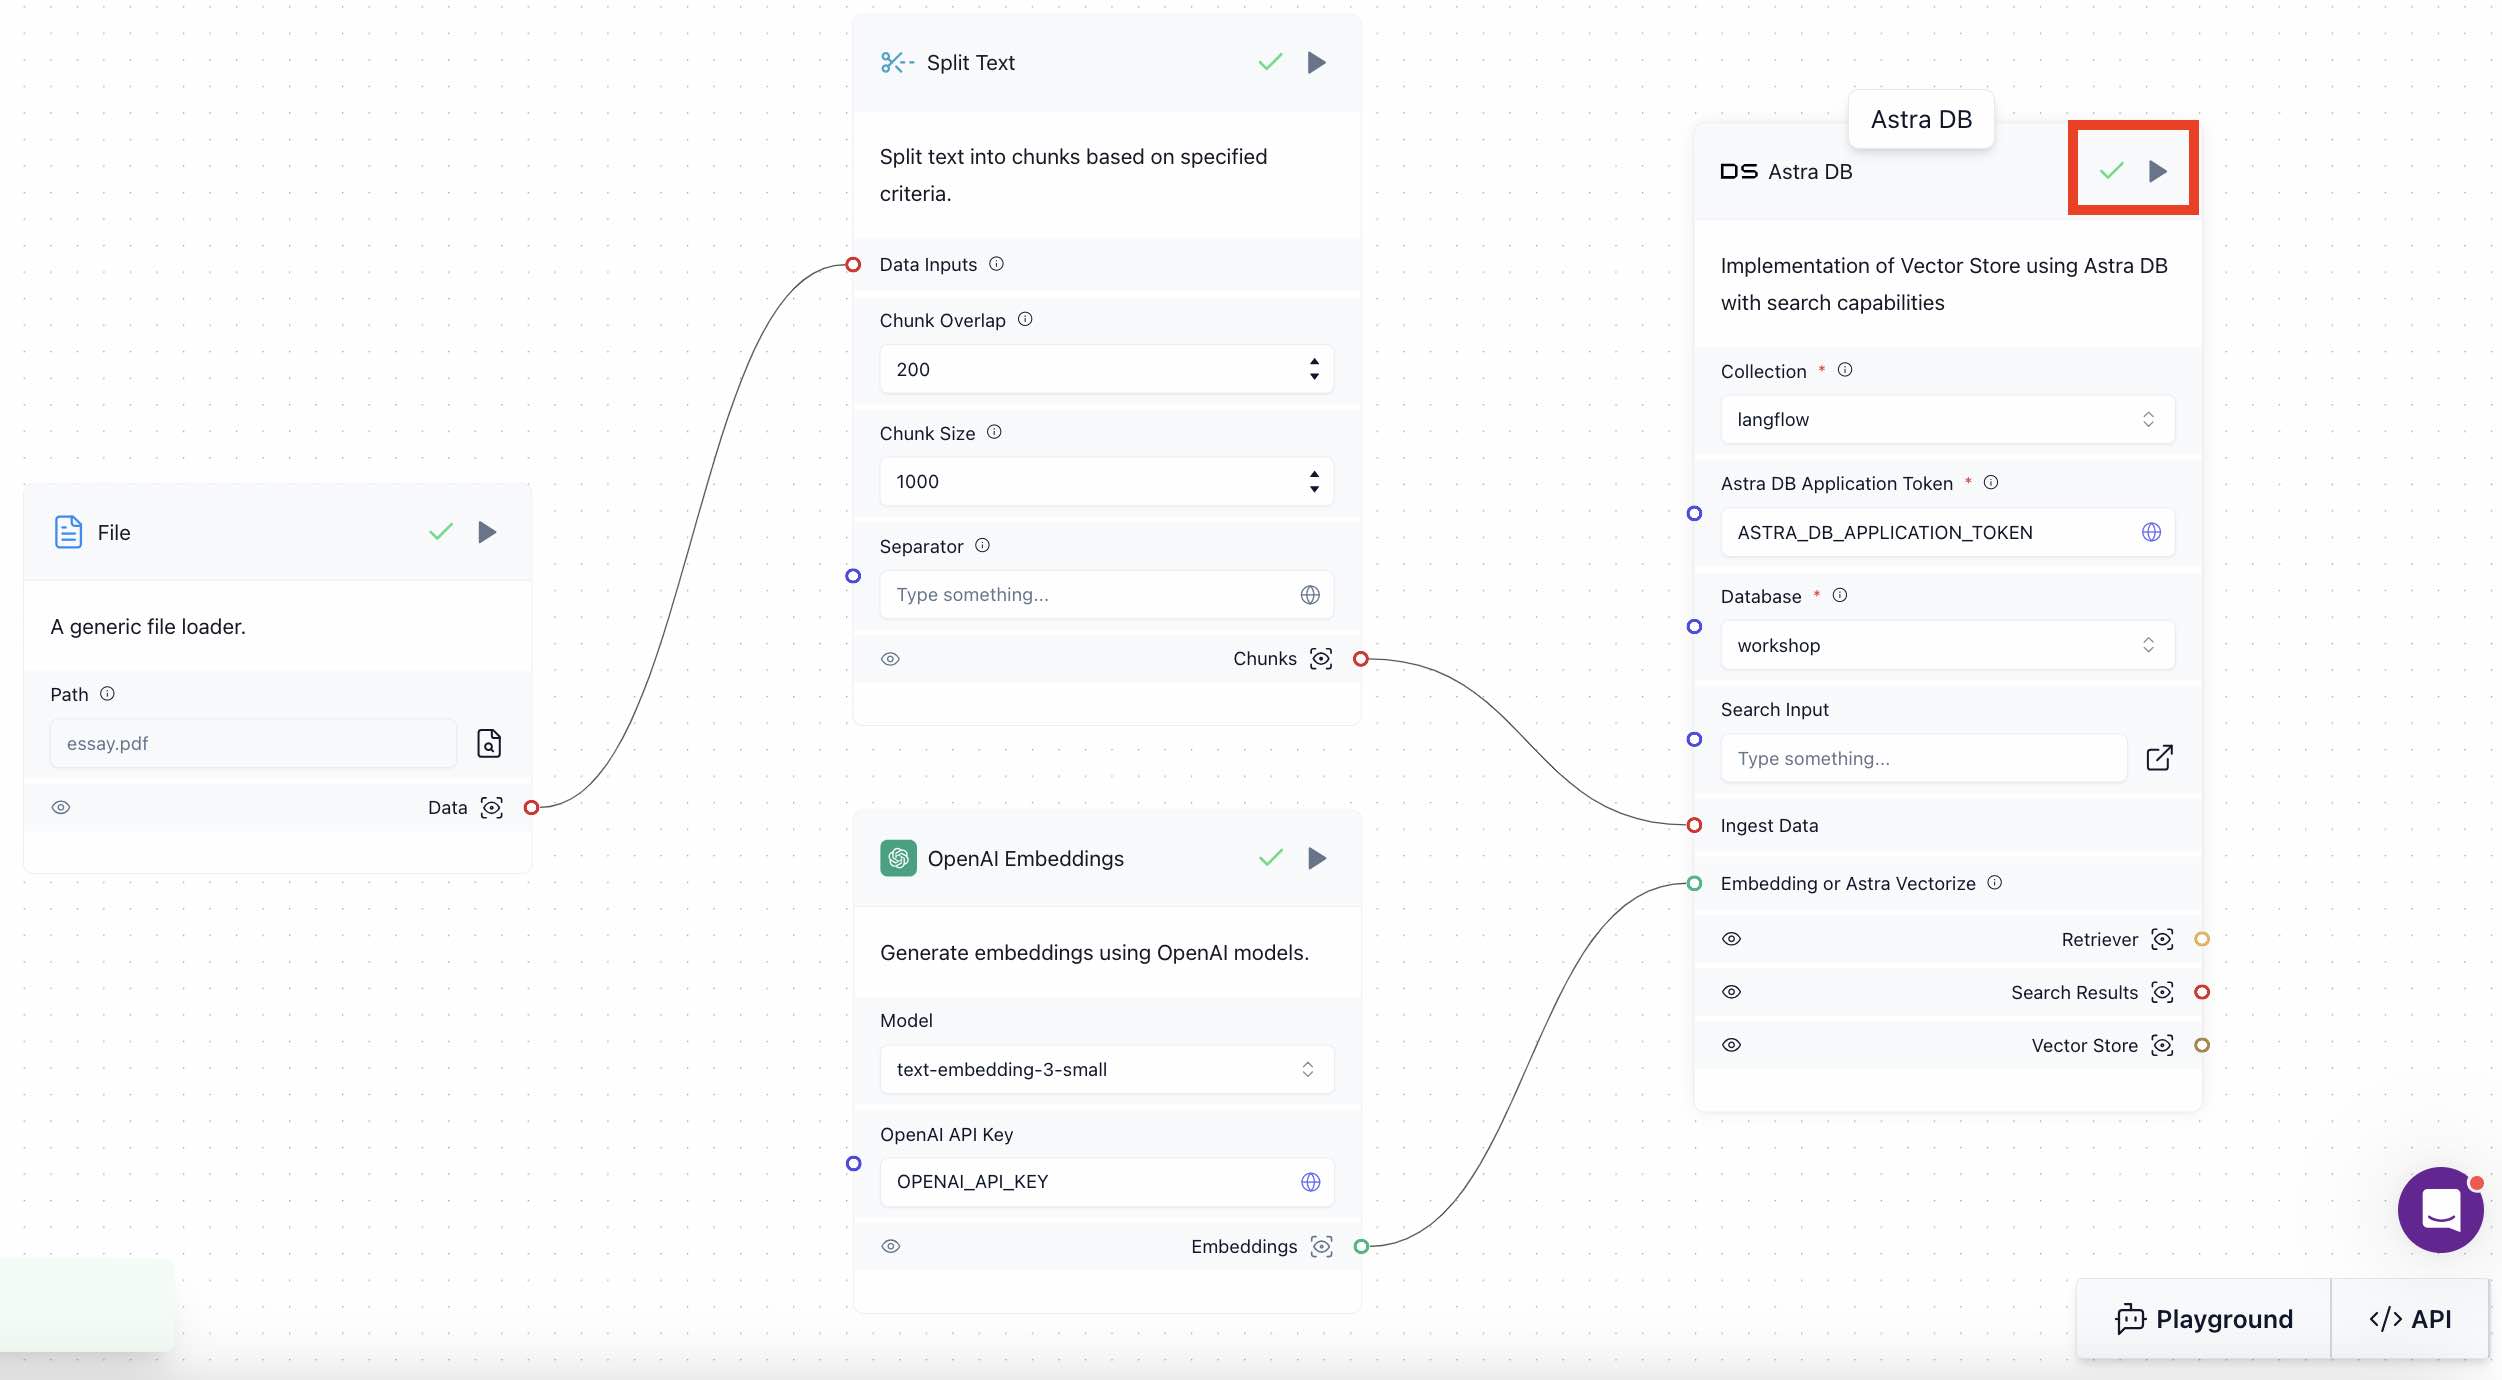 File
A generic file loader.
Path
essay.pdf
Data
Split Text
Split text into chunks based on specified
criteria.
Data Inputs
Chunk Overlap
200
Chunk Size
1000
Separator
Type something...
Chunks
OpenAI Embeddings
Generate embeddings using OpenAI models.
Model
text-embedding-3-small
OpenAI API Key
OPENAI_API_KEY
Embeddings
Astra DB
DS Astra DB
Implementation of Vector Store using Astra DB
with search capabilities
Collection *
langflow
Astra DB Application Token *
ASTRA_DB_APPLICATION_TOKEN
Database *
workshop
Search Input
Type something...
Ingest Data
Embedding or Astra Vectorize
Retriever
Search Results
Vector Store
Playground
</> API